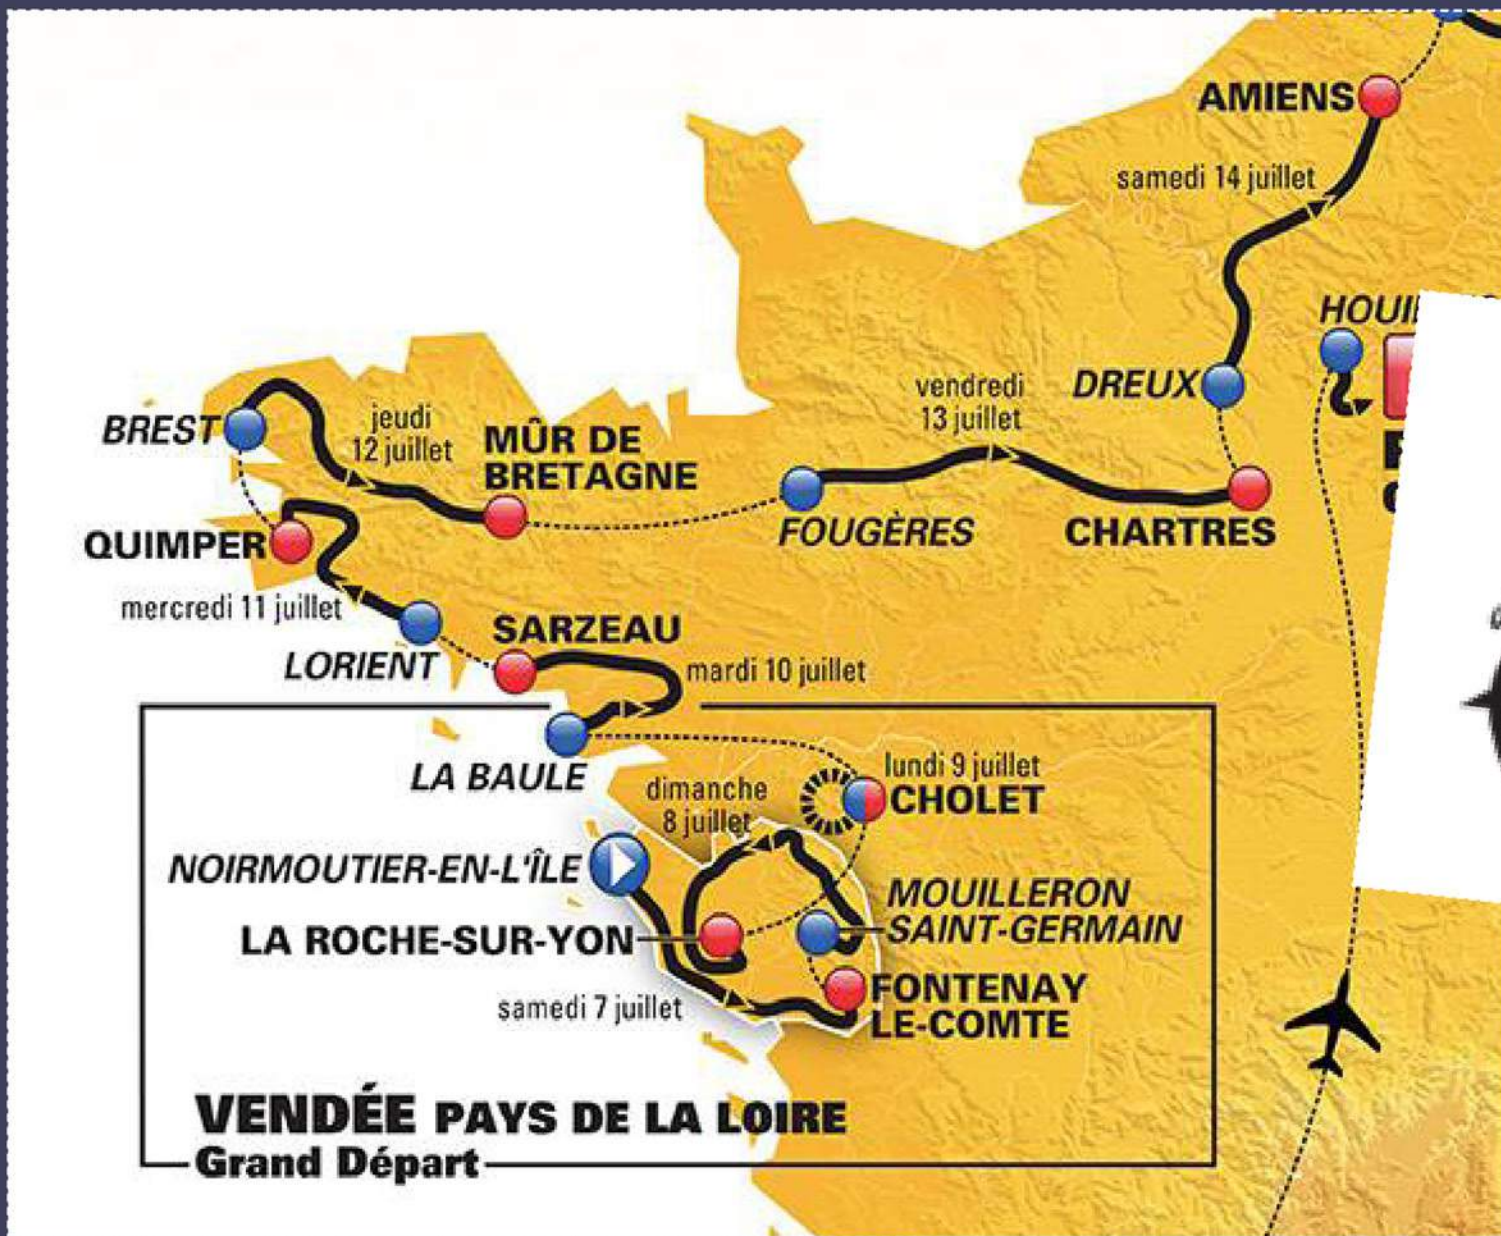 AMIENS
samedi 14 juillet
DREUX
vendredi
13 juillet
BREST
jeudi
12 juillet
MÛR DE
BRETAGNE
FOUGÈRES
CHARTRES
QUIMPER
mercredi 11 juillet
LORIENT
SARZEAU
mardi 10 juillet
LA BAULE
lundi 9 juillet
CHOLET
dimanche
8 juillet
NOIRMOUTIER-EN-L'ÎLE
MOUILLERON
SAINT-GERMAIN
LA ROCHE-SUR-YON
FONTENAY
LE-COMTE
samedi 7 juillet
VENDÉE PAYS DE LA LOIRE
Grand Départ